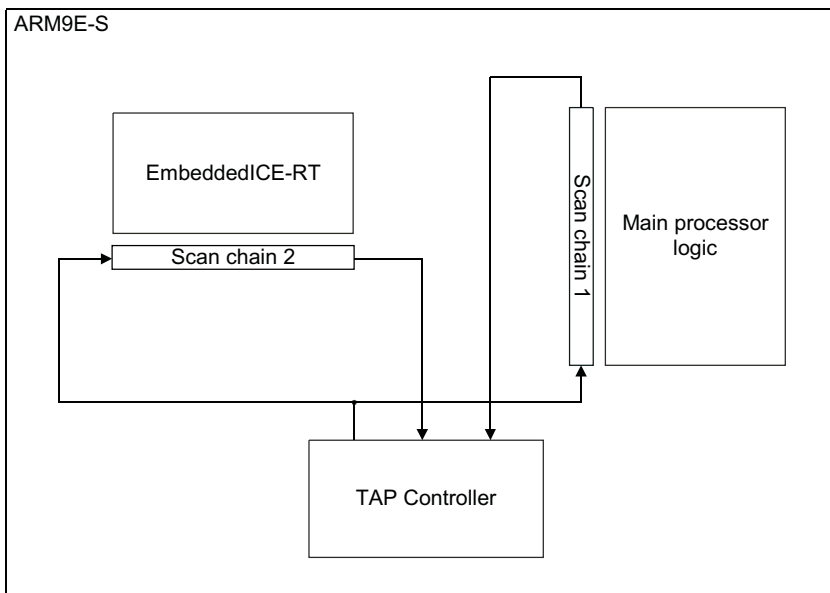 ARM9E-S
EmbeddedICE-RT
Scan chain 2
Scan chain 1
Main processor
logic
TAP Controller